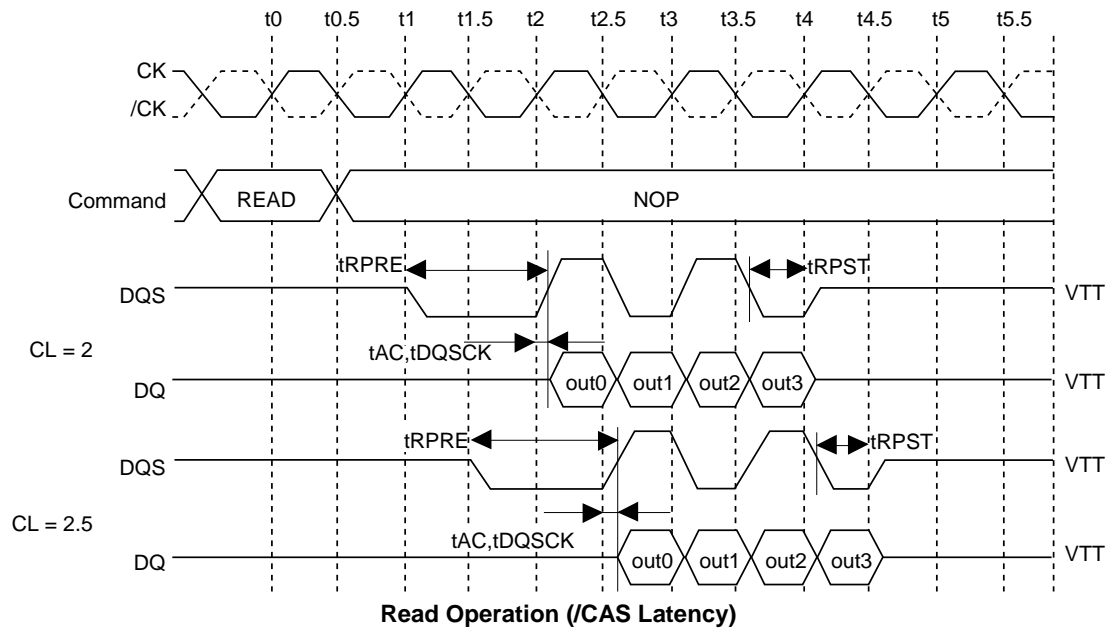 t0 t0.5 t1 t1.5 t2 t2.5 t3 t3.5 t4 t4.5 t5 t5.5
CK
/CK
Command READ NOP
tRPRE tRPST
DQS VTT
CL = 2
tAC,tDQSCK
DQ out0 out1 out2 out3 VTT
tRPRE tRPST
DQS VTT
CL = 2.5
tAC,tDQSCK
DQ out0 out1 out2 out3 VTT
Read Operation (/CAS Latency)